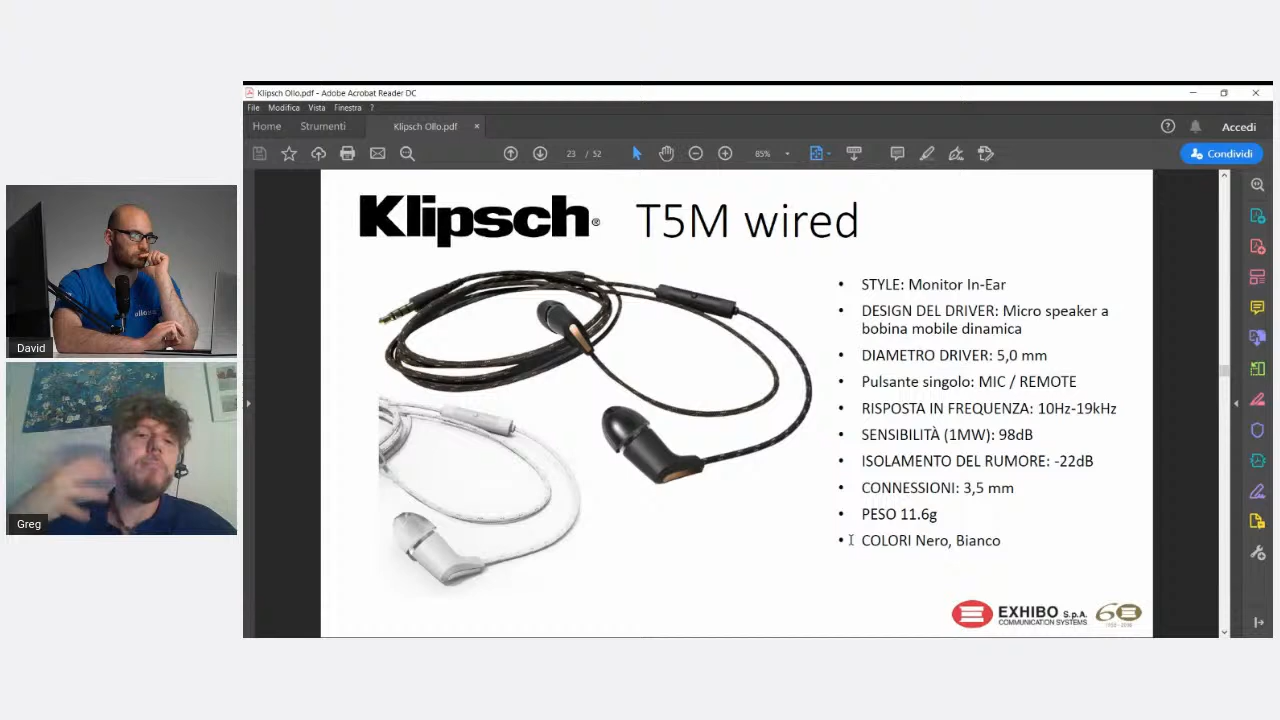 Klipsch Ollo.pdf - Adobe Acrobat Reader DC
File Modifica Vista Finestra ?
Home Strumenti Klipsch Ollo.pdf × Accedi
23 / 52 85% Condividi
Klipsch® T5M wired
• STYLE: Monitor In-Ear
• DESIGN DEL DRIVER: Micro speaker a
bobina mobile dinamica
• DIAMETRO DRIVER: 5,0 mm
• Pulsante singolo: MIC / REMOTE
• RISPOSTA IN FREQUENZA: 10Hz-19kHz
• SENSIBILITÀ (1MW): 98dB
• ISOLAMENTO DEL RUMORE: -22dB
• CONNESSIONI: 3,5 mm
• PESO 11.6g
• COLORI Nero, Bianco
EXHIBO S.p.A.
COMMUNICATION SYSTEMS
David
Greg